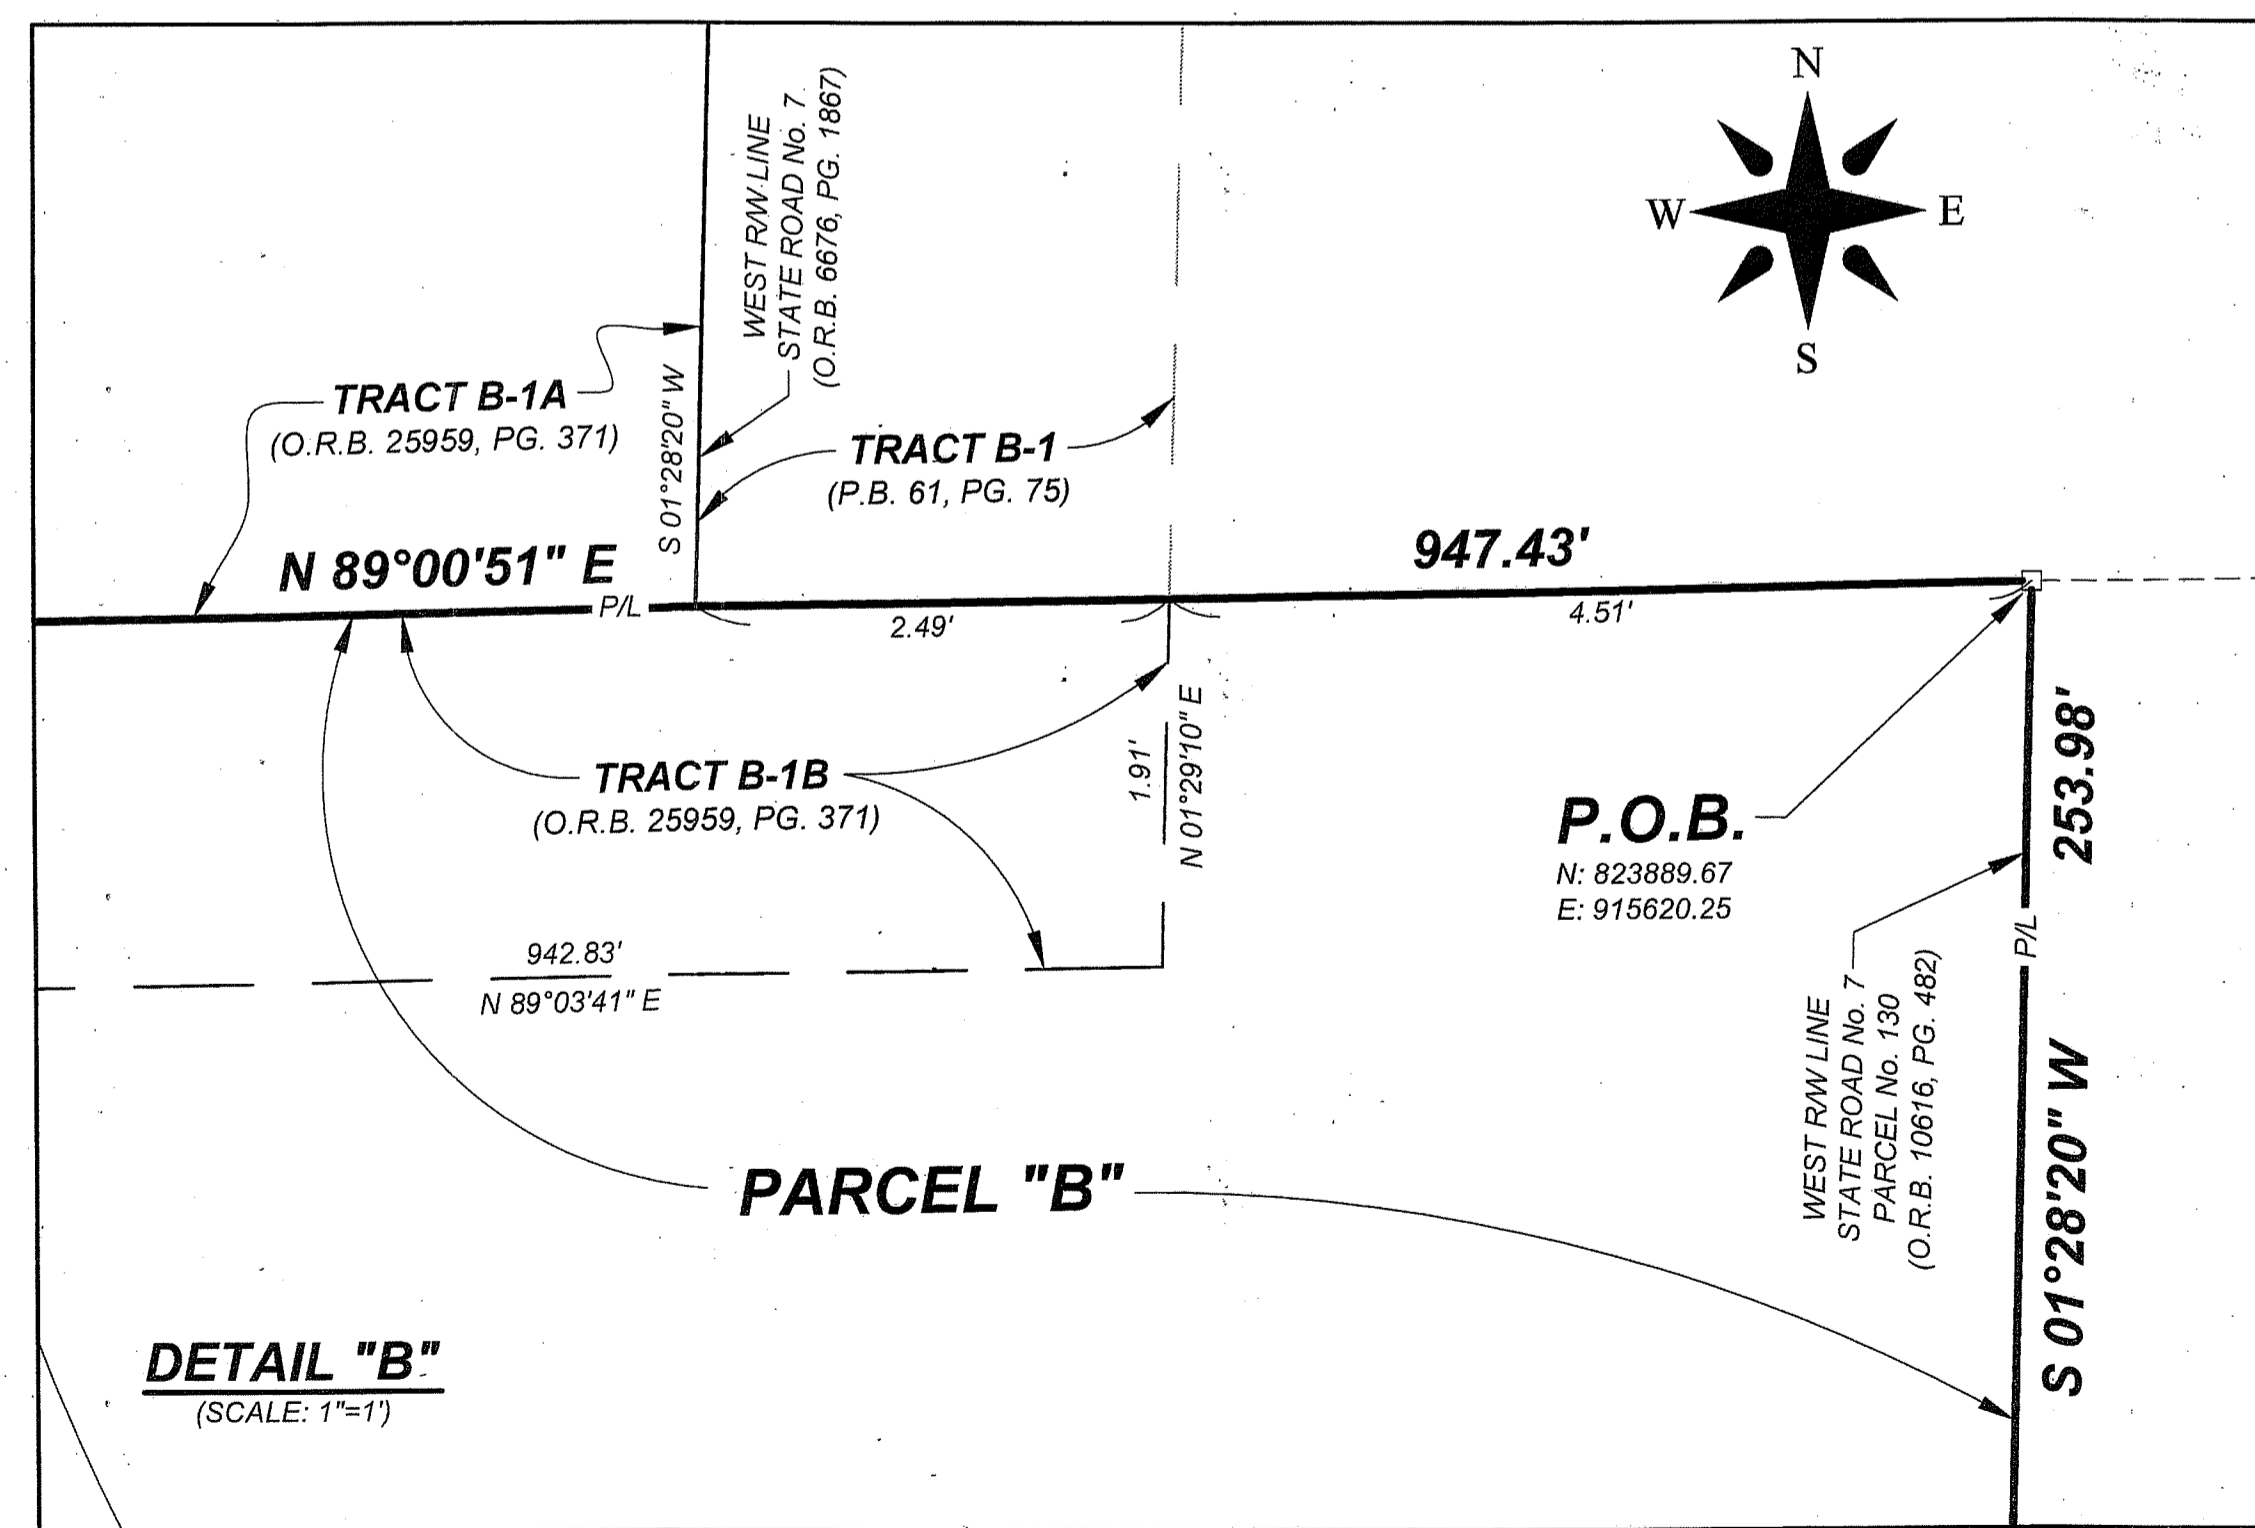 N
W
E
S
WEST R/W LINE
STATE ROAD No. 7
(O.R.B. 6676, PG. 1867)
TRACT B-1A
(O.R.B. 25959, PG. 371)
S 01°28'20" W
TRACT B-1
(P.B. 61, PG. 75)
N 89°00'51" E
P/L
947.43'
2.49'
4.51'
TRACT B-1B
(O.R.B. 25959, PG. 371)
1.91'
N 01°29'10" E
P.O.B.
N: 823889.67
E: 915620.25
253.98'
P/L
S 01°28'20" W
WEST R/W LINE
STATE ROAD No. 7
PARCEL No. 130
(O.R.B. 10616, PG. 482)
942.83'
N 89°03'41" E
PARCEL "B"
DETAIL "B"
(SCALE: 1"=1')